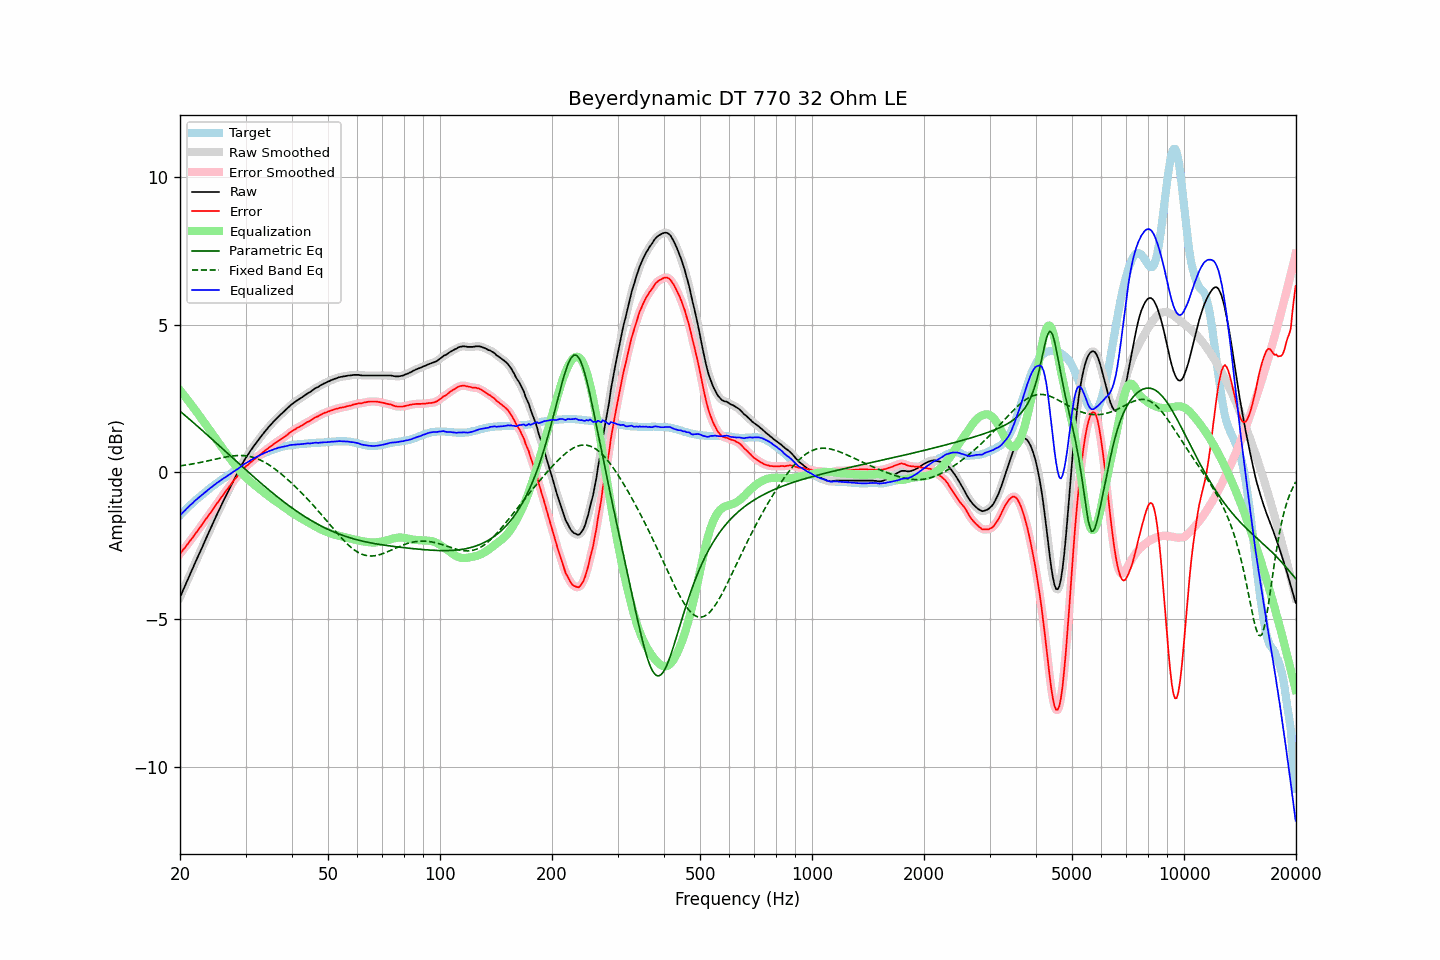 Beyerdynamic DT 770 32 Ohm LE
Target
Raw Smoothed
Error Smoothed
Raw
Error
Equalization
Parametric Eq
Fixed Band Eq
Equalized
Amplitude (dBr)
10
5
0
−5
−10
20
50
100
200
500
1000
2000
5000
10000
20000
Frequency (Hz)